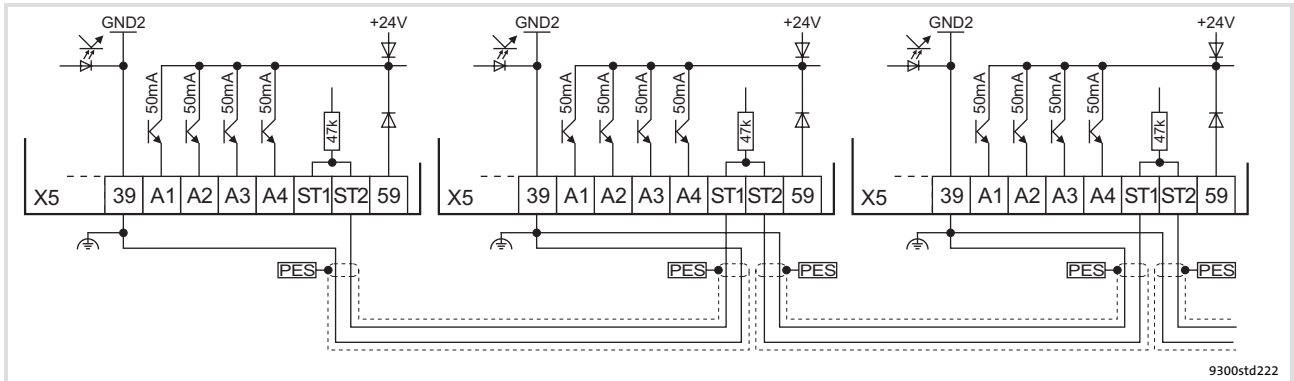 GND2 +24V GND2 +24V GND2 +24V
50mA 50mA 50mA 50mA 47k 50mA 50mA 50mA 50mA 47k 50mA 50mA 50mA 50mA 47k
X5 39 A1 A2 A3 A4 ST1 ST2 59 X5 39 A1 A2 A3 A4 ST1 ST2 59 X5 39 A1 A2 A3 A4 ST1 ST2 59
PES PES PES PES PES
9300std222